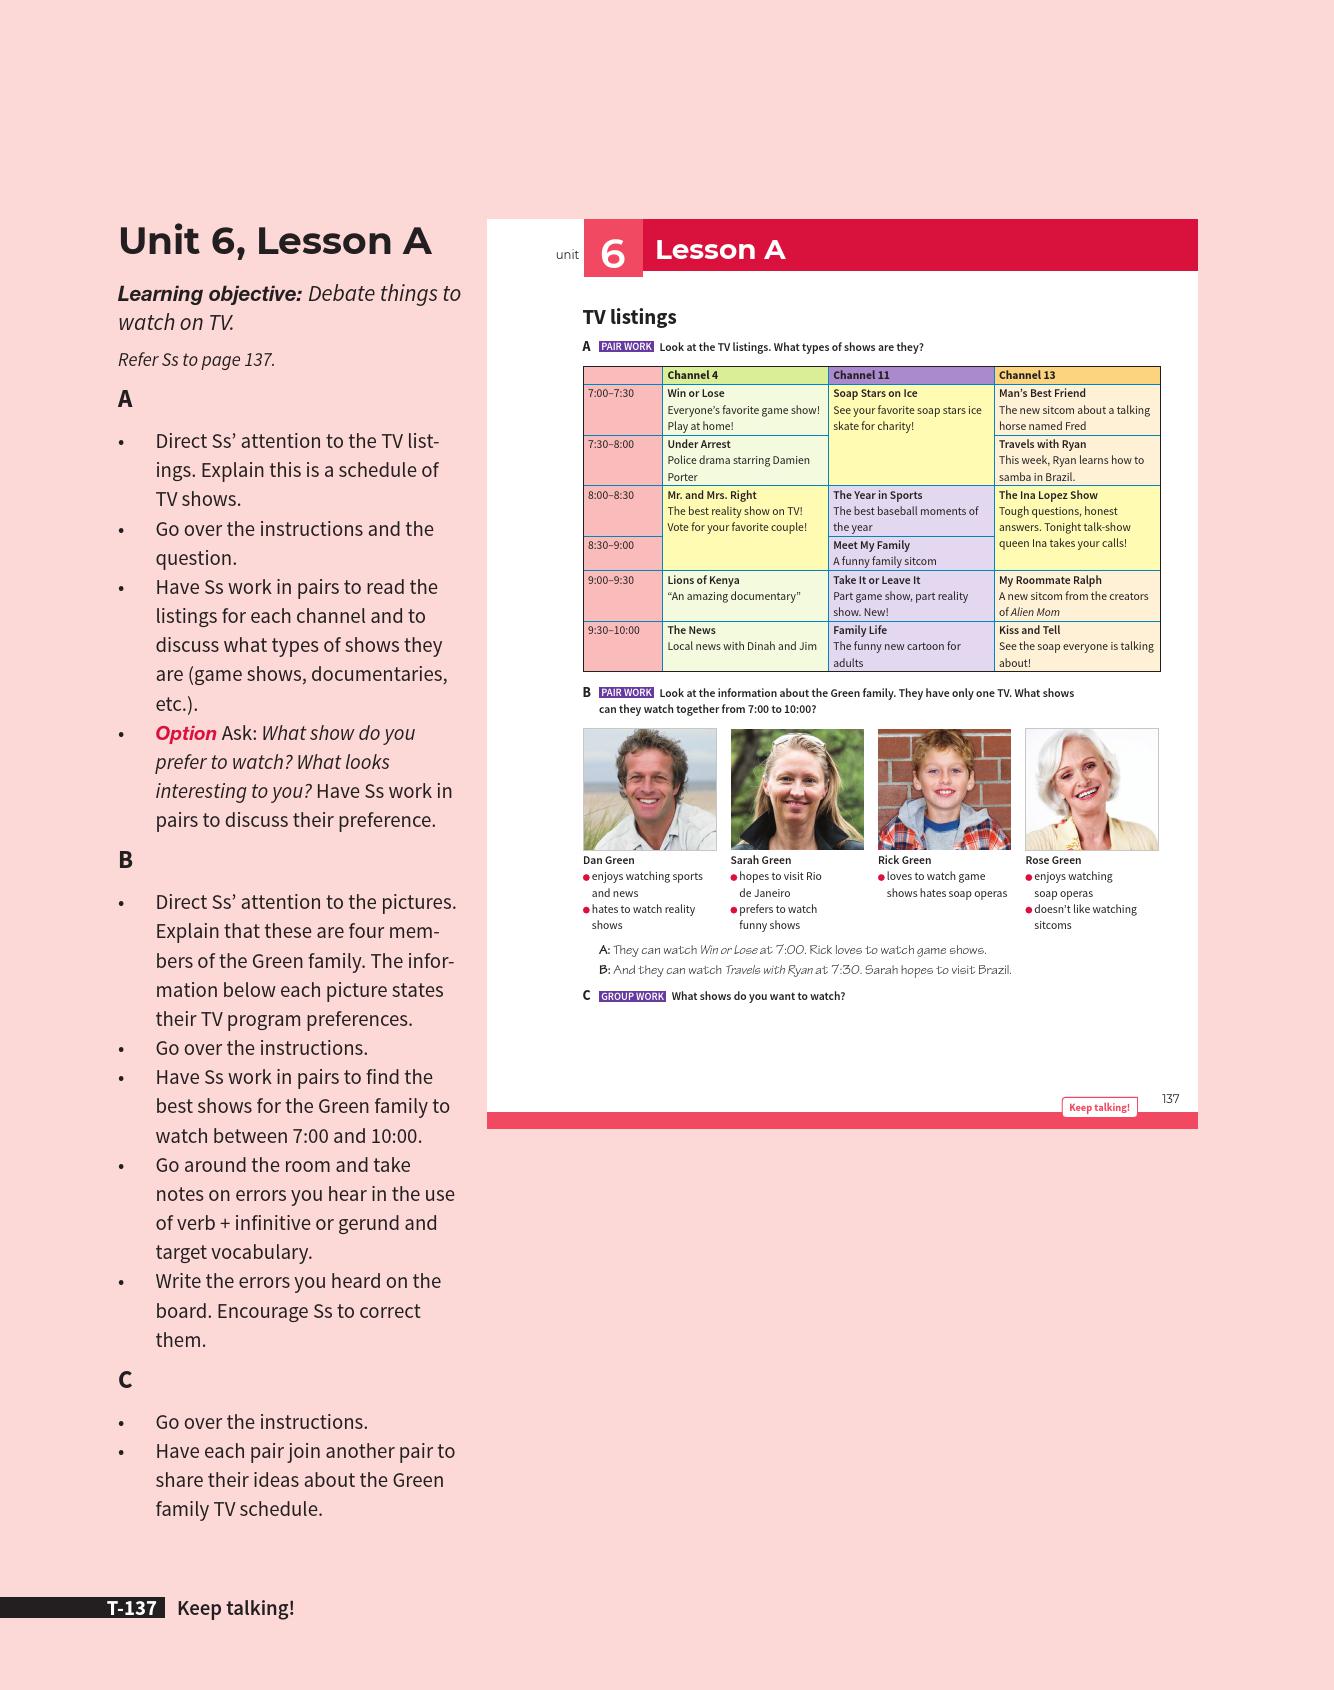 Unit 6, Lesson A
Learning objective: Debate things to
watch on TV.
Refer Ss to page 137.
A
• Direct Ss’ attention to the TV list-
ings. Explain this is a schedule of
TV shows.
• Go over the instructions and the
question.
• Have Ss work in pairs to read the
listings for each channel and to
discuss what types of shows they
are (game shows, documentaries,
etc.).
• Option Ask: What show do you
prefer to watch? What looks
interesting to you? Have Ss work in
pairs to discuss their preference.
B
• Direct Ss’ attention to the pictures.
Explain that these are four mem-
bers of the Green family. The infor-
mation below each picture states
their TV program preferences.
• Go over the instructions.
• Have Ss work in pairs to find the
best shows for the Green family to
watch between 7:00 and 10:00.
• Go around the room and take
notes on errors you hear in the use
of verb + infinitive or gerund and
target vocabulary.
• Write the errors you heard on the
board. Encourage Ss to correct
them.
C
• Go over the instructions.
• Have each pair join another pair to
share their ideas about the Green
family TV schedule.
unit 6 Lesson A
TV listings
A PAIR WORK Look at the TV listings. What types of shows are they?
Channel 4 Channel 11 Channel 13
7:00–7:30
Win or Lose
Everyone’s favorite game show!
Play at home!
Soap Stars on Ice
See your favorite soap stars ice
skate for charity!
Man’s Best Friend
The new sitcom about a talking
horse named Fred
7:30–8:00
Under Arrest
Police drama starring Damien
Porter
Travels with Ryan
This week, Ryan learns how to
samba in Brazil.
8:00–8:30
Mr. and Mrs. Right
The best reality show on TV!
Vote for your favorite couple!
The Year in Sports
The best baseball moments of
the year
The Ina Lopez Show
Tough questions, honest
answers. Tonight talk-show
queen Ina takes your calls!
8:30–9:00
Meet My Family
A funny family sitcom
9:00–9:30
Lions of Kenya
“An amazing documentary”
Take It or Leave It
Part game show, part reality
show. New!
My Roommate Ralph
A new sitcom from the creators
of Alien Mom
9:30–10:00
The News
Local news with Dinah and Jim
Family Life
The funny new cartoon for
adults
Kiss and Tell
See the soap everyone is talking
about!
B PAIR WORK Look at the information about the Green family. They have only one TV. What shows
can they watch together from 7:00 to 10:00?
Dan Green
● enjoys watching sports
and news
● hates to watch reality
shows
Sarah Green
● hopes to visit Rio
de Janeiro
● prefers to watch
funny shows
Rick Green
● loves to watch game
shows hates soap operas
Rose Green
● enjoys watching
soap operas
● doesn’t like watching
sitcoms
A: They can watch Win or Lose at 7:00. Rick loves to watch game shows.
B: And they can watch Travels with Ryan at 7:30. Sarah hopes to visit Brazil.
C GROUP WORK What shows do you want to watch?
Keep talking! 137
T-137 Keep talking!